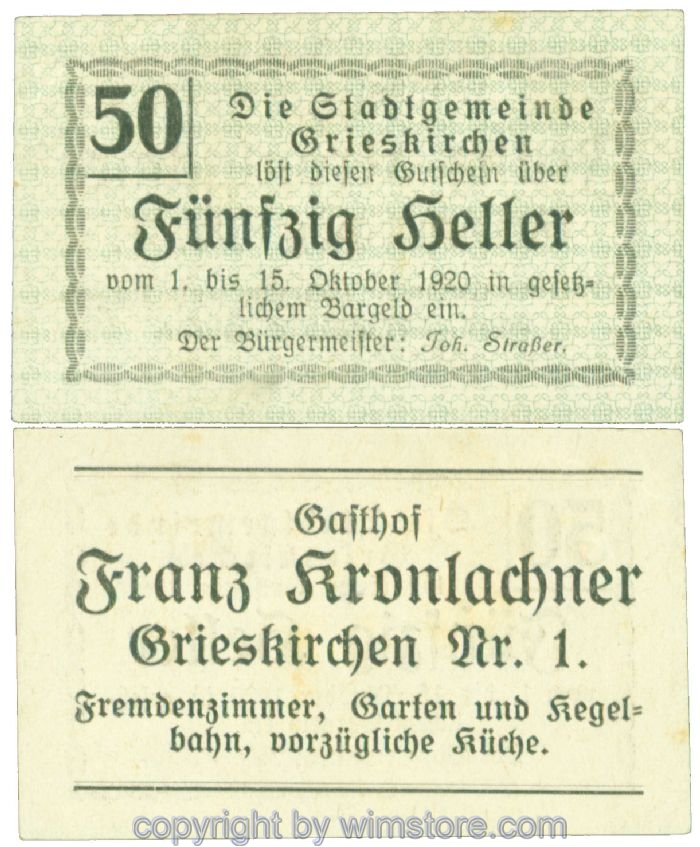 50
Die Stadtgemeinde
Grieskirchen
löst diesen Gutschein über
Fünfzig Heller
vom 1. bis 15. Oktober 1920 in gesetz-
lichem Bargeld ein.
Der Bürgermeister: Joh. Straßer.
Gasthof
Franz Kronlachner
Grieskirchen Nr. 1.
Fremdenzimmer, Garten und Kegel-
bahn, vorzügliche Küche.
copyright by wimstore.com